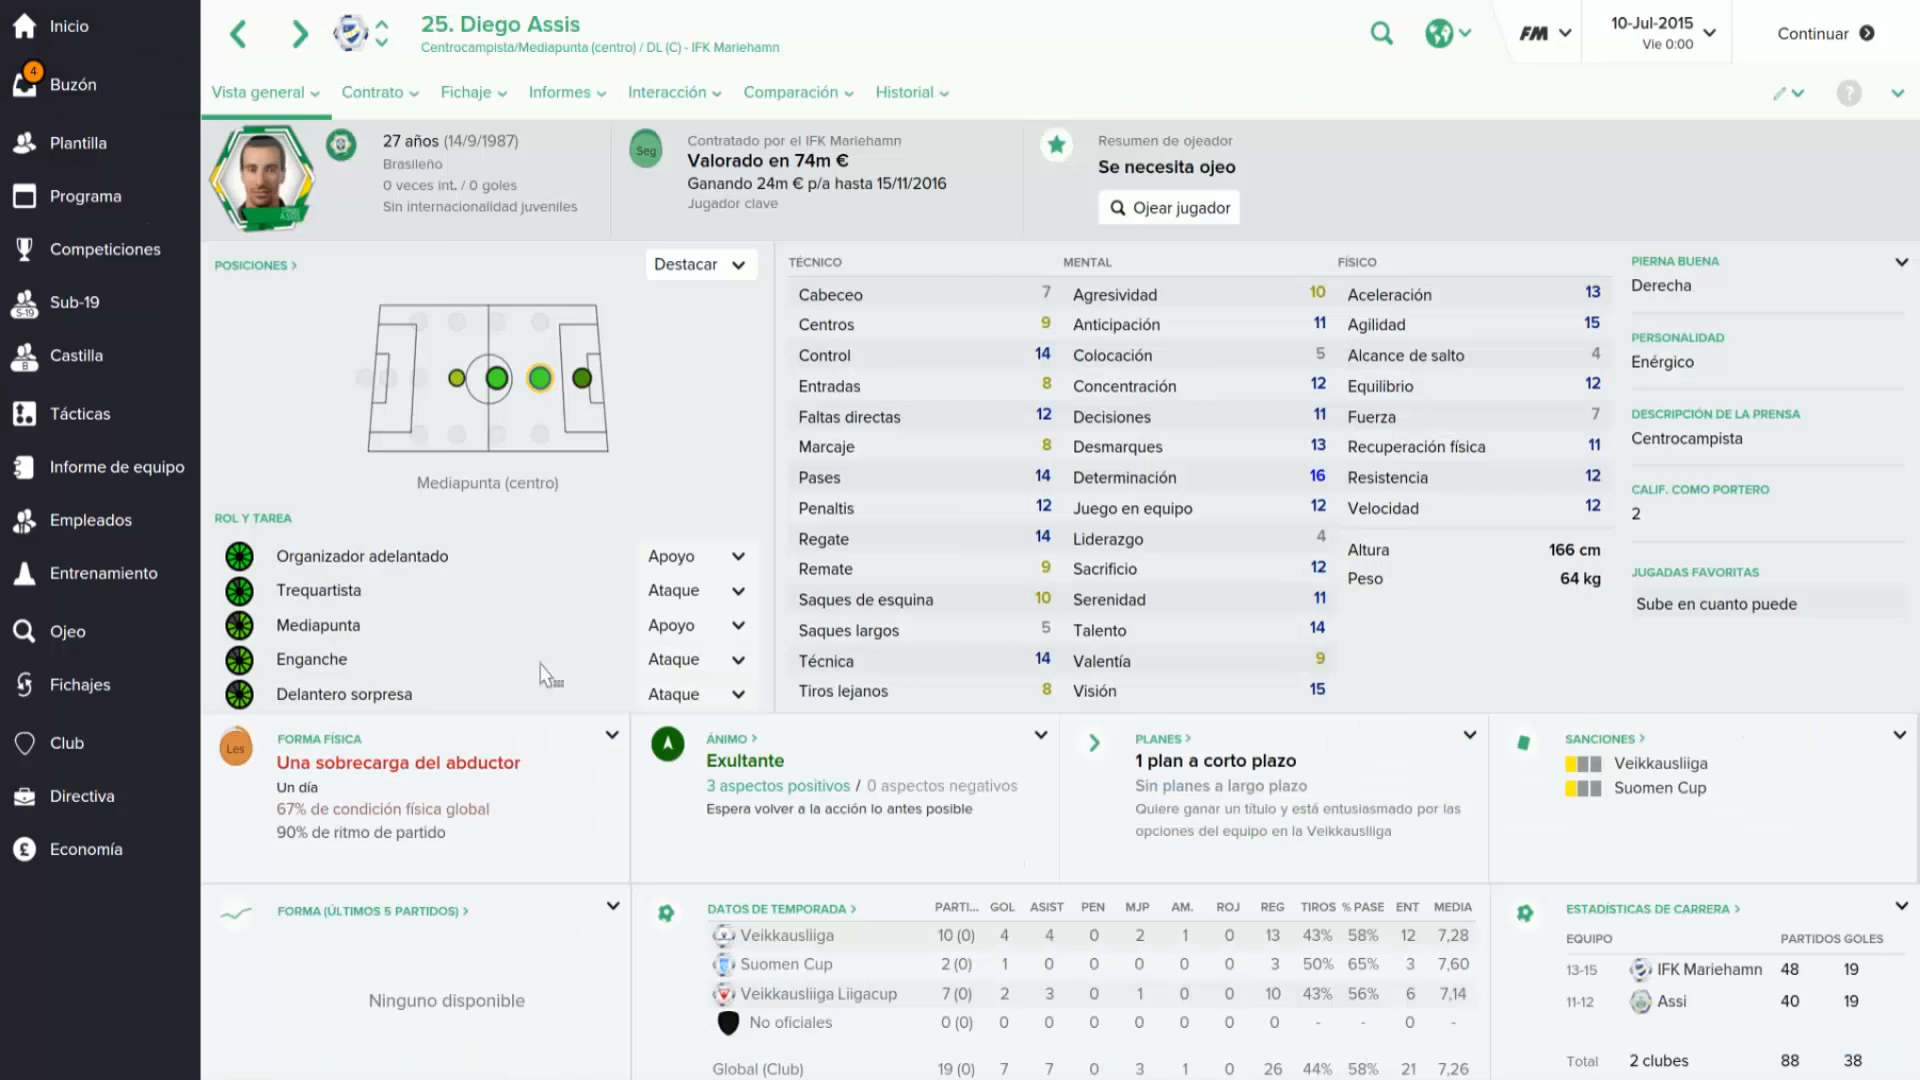 Inicio
4
Buzón
Plantilla
Programa
Competiciones
S-19
Sub-19
B
Castilla
Tácticas
Informe de equipo
Empleados
Entrenamiento
Ojeo
Fichajes
Club
Directiva
£
Economía
25. Diego Assis
Centrocampista/Mediapunta (centro) / DL (C) - IFK Mariehamn
FM
10-Jul-2015
Vie 0:00
Continuar
Vista general
Contrato
Fichaje
Informes
Interacción
Comparación
Historial
?
ASSIS
27 años (14/9/1987)
Brasileño
0 veces int. / 0 goles
Sin internacionalidad juveniles
Seg
Contratado por el IFK Mariehamn
Valorado en 74m €
Ganando 24m € p/a hasta 15/11/2016
Jugador clave
Resumen de ojeador
Se necesita ojeo
Ojear jugador
POSICIONES >
Destacar
Mediapunta (centro)
ROL Y TAREA
Organizador adelantado Apoyo
Trequartista Ataque
Mediapunta Apoyo
Enganche Ataque
Delantero sorpresa Ataque
TÉCNICO
Cabeceo 7
Centros 9
Control 14
Entradas 8
Faltas directas 12
Marcaje 8
Pases 14
Penaltis 12
Regate 14
Remate 9
Saques de esquina 10
Saques largos 5
Técnica 14
Tiros lejanos 8
MENTAL
Agresividad 10
Anticipación 11
Colocación 5
Concentración 12
Decisiones 11
Desmarques 13
Determinación 16
Juego en equipo 12
Liderazgo 4
Sacrificio 12
Serenidad 11
Talento 14
Valentía 9
Visión 15
FÍSICO
Aceleración 13
Agilidad 15
Alcance de salto 4
Equilibrio 12
Fuerza 7
Recuperación física 11
Resistencia 12
Velocidad 12
Altura 166 cm
Peso 64 kg
PIERNA BUENA
Derecha
PERSONALIDAD
Enérgico
DESCRIPCIÓN DE LA PRENSA
Centrocampista
CALIF. COMO PORTERO
2
JUGADAS FAVORITAS
Sube en cuanto puede
Les
FORMA FÍSICA
Una sobrecarga del abductor
Un día
67% de condición física global
90% de ritmo de partido
ÁNIMO >
Exultante
3 aspectos positivos / 0 aspectos negativos
Espera volver a la acción lo antes posible
PLANES >
1 plan a corto plazo
Sin planes a largo plazo
Quiere ganar un título y está entusiasmado por las
opciones del equipo en la Veikkausliiga
SANCIONES >
Veikkausliiga
Suomen Cup
FORMA (ÚLTIMOS 5 PARTIDOS) >
Ninguno disponible
DATOS DE TEMPORADA > PARTI... GOL ASIST PEN MJP AM. ROJ REG TIROS % PASE ENT MEDIA
Veikkausliiga 10 (0) 4 4 0 2 1 0 13 43% 58% 12 7,28
Suomen Cup 2 (0) 1 0 0 0 0 0 3 50% 65% 3 7,60
Veikkausliiga Liigacup 7 (0) 2 3 0 1 0 0 10 43% 56% 6 7,14
No oficiales 0 (0) 0 0 0 0 0 0 0 - - 0 -
Global (Club) 19 (0) 7 7 0 3 1 0 26 44% 58% 21 7,26
ESTADÍSTICAS DE CARRERA >
EQUIPO PARTIDOS GOLES
13-15 IFK Mariehamn 48 19
11-12 Assi 40 19
Total 2 clubes 88 38